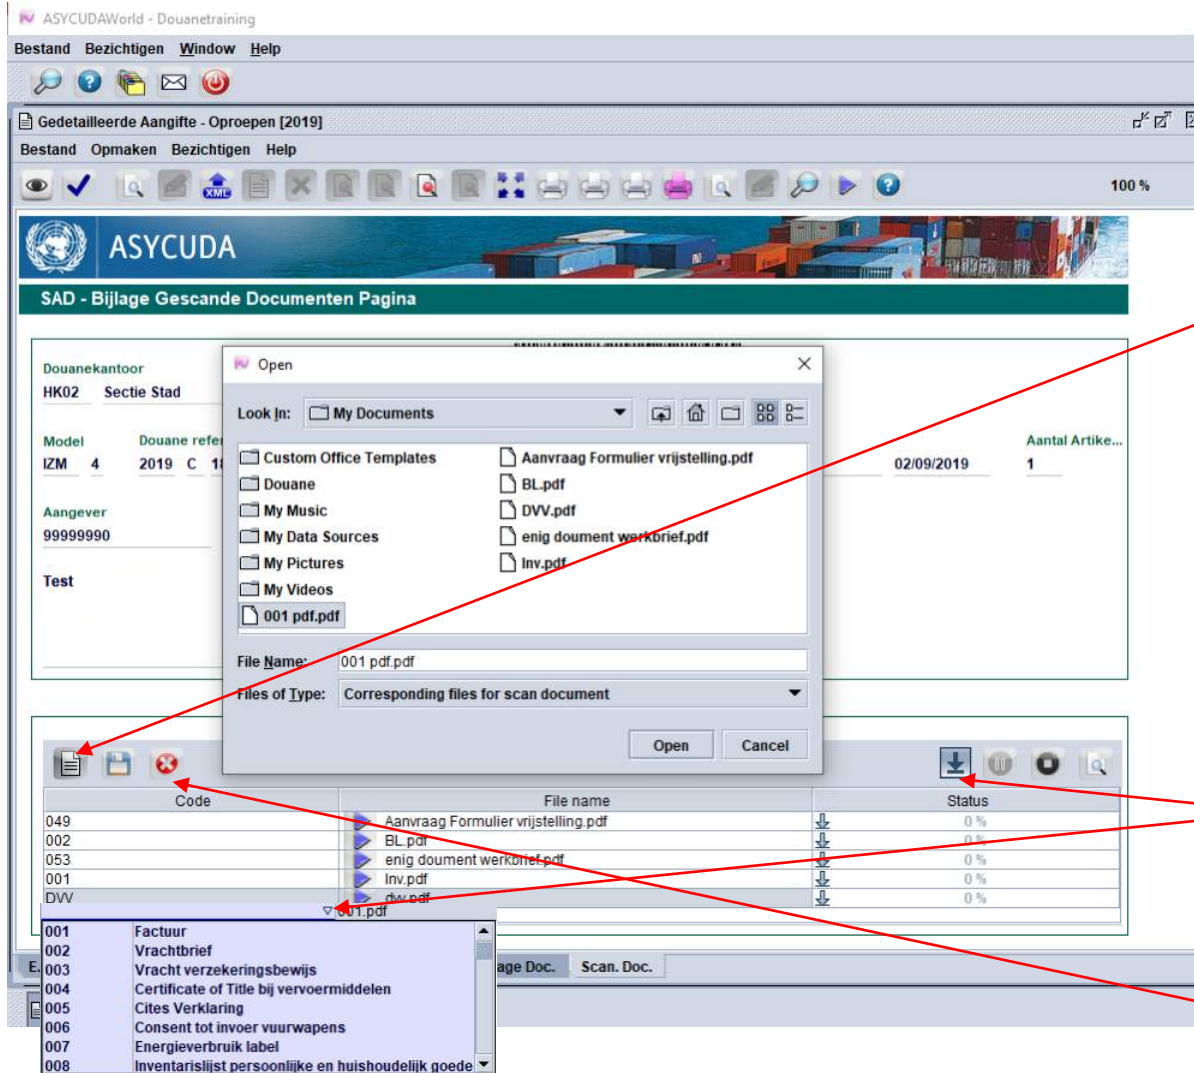 ASYCUDAWorld - Douanetraining
Bestand Bezichtigen Window Help
Gedetailleerde Aangifte - Oproepen [2019]
Bestand Opmaken Bezichtigen Help
XML
100 %
ASYCUDA
SAD - Bijlage Gescande Documenten Pagina
Douanekantoor
HK02 Sectie Stad
Model Douane refe
IZM 4 2019 C
Aantal Artike...
02/09/2019 1
Aangever
99999990
Test
Open
Look In: My Documents
Custom Office Templates
Douane
My Music
My Data Sources
My Pictures
My Videos
001 pdf.pdf
Aanvraag Formulier vrijstelling.pdf
BL.pdf
DVV.pdf
enig doument werkbrief.pdf
Inv.pdf
File Name: 001 pdf.pdf
Files of Type: Corresponding files for scan document
Open Cancel
Code File name Status
049 Aanvraag Formulier vrijstelling.pdf 0 %
002 BL.pdf 0 %
053 enig doument werkbrief.pdf 0 %
001 Inv.pdf 0 %
DVV dvv.pdf 0 %
001.pdf
001 Factuur
002 Vrachtbrief
003 Vracht verzekeringsbewijs
004 Certificate of Title bij vervoermiddelen
005 Cites Verklaring
006 Consent tot invoer vuurwapens
007 Energieverbruik label
008 Inventarislijst persoonlijke en huishoudelijk goede
E. age Doc. Scan. Doc.